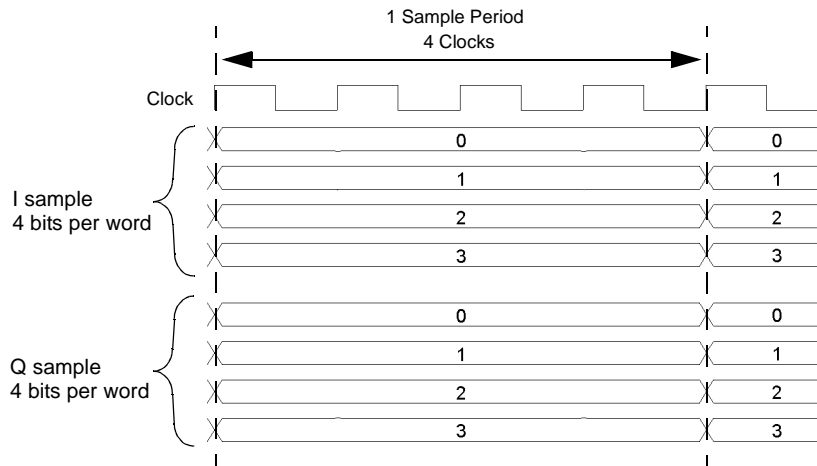 1 Sample Period
4 Clocks
Clock
0 0
1 1
I sample
4 bits per word
2 2
3 3
0 0
1 1
Q sample
4 bits per word
2 2
3 3